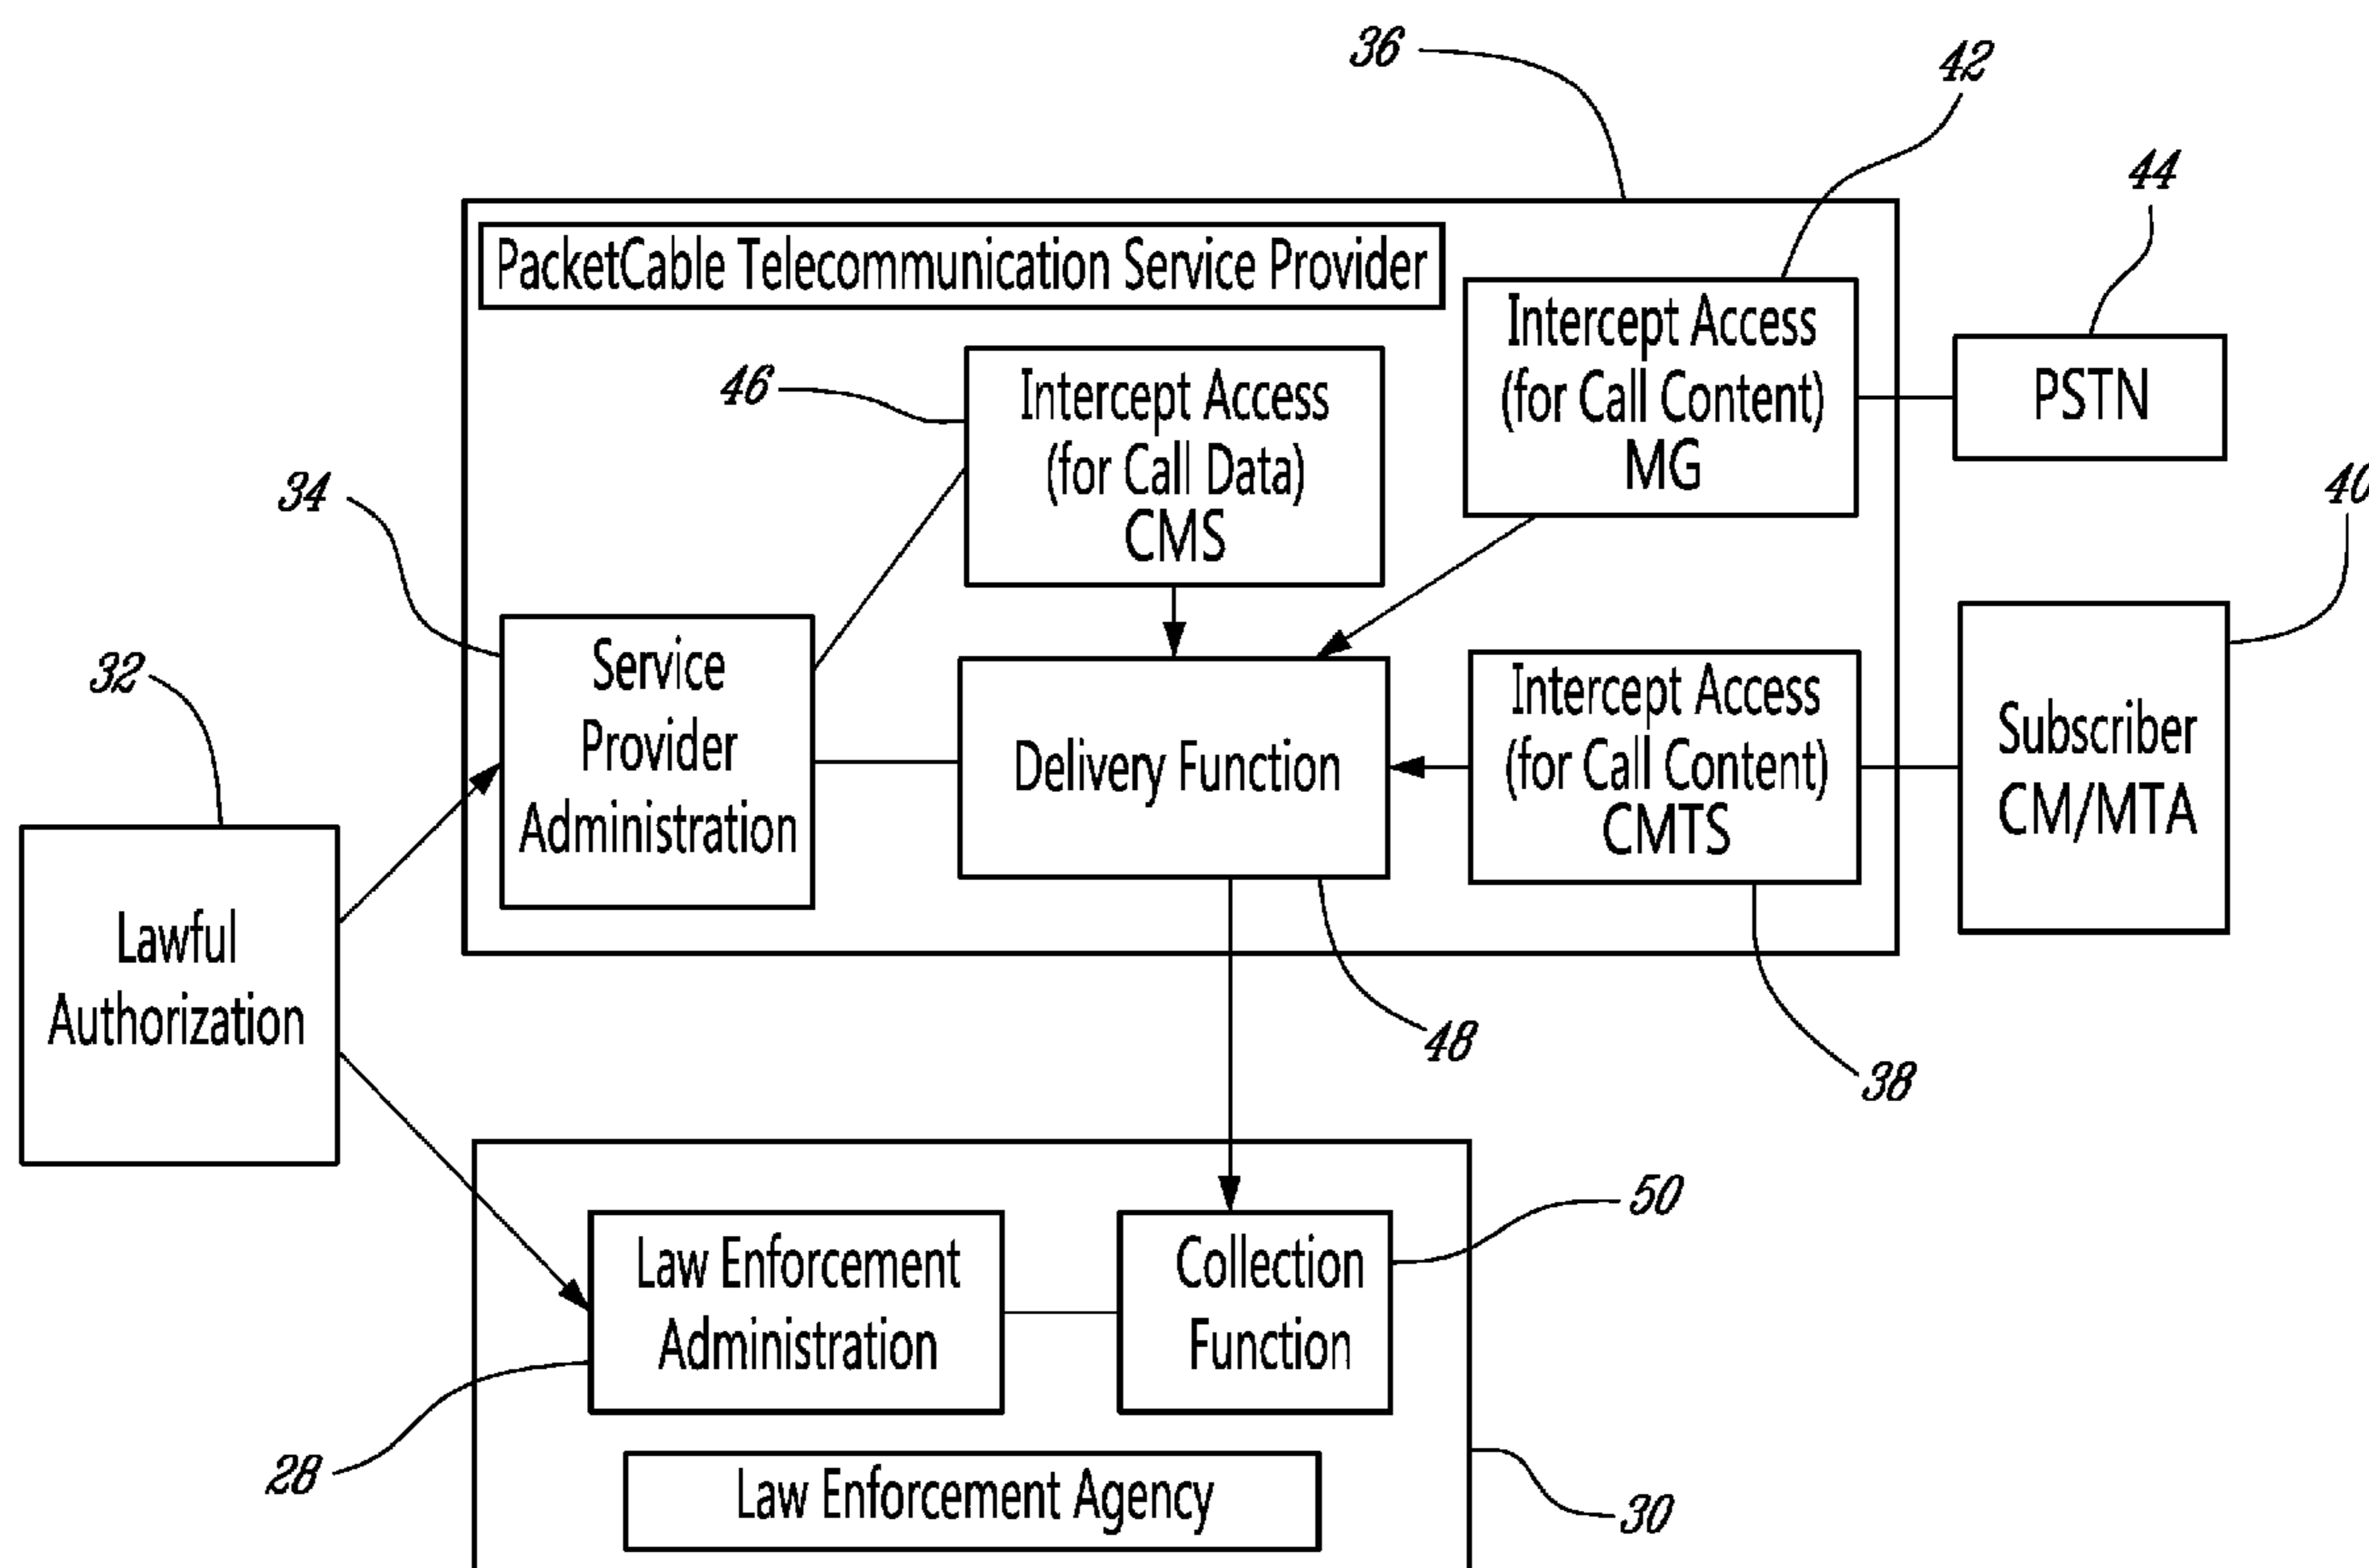 36
42
44
PacketCable Telecommunication Service Provider
Intercept Access
(for Call Content)
MG
PSTN
46
Intercept Access
(for Call Data)
CMS
40
34
Service
Provider
Administration
Delivery Function
Intercept Access
(for Call Content)
CMTS
Subscriber
CM/MTA
32
Lawful
Authorization
48
38
50
Law Enforcement
Administration
Collection
Function
28
Law Enforcement Agency
30